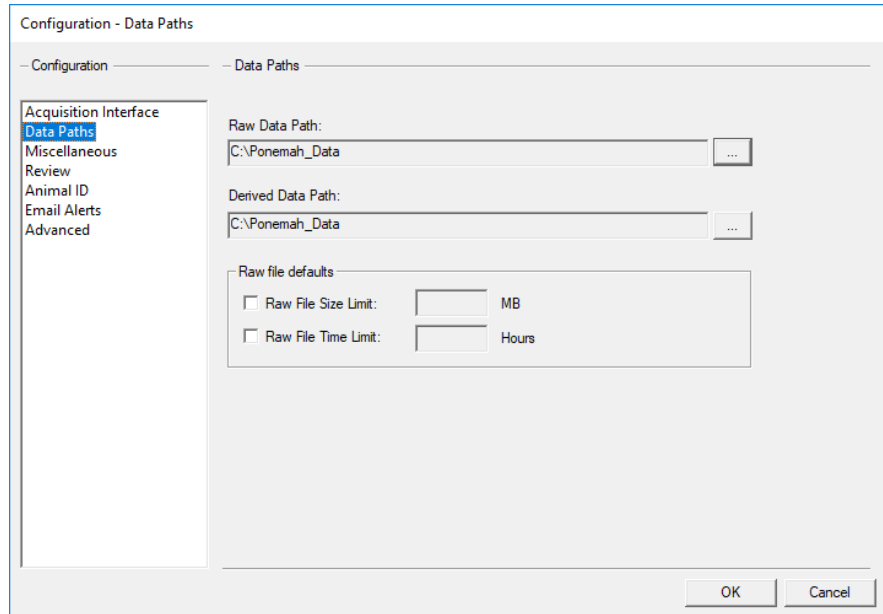 Configuration - Data Paths
Configuration
Data Paths
Acquisition Interface
Data Paths
Miscellaneous
Review
Animal ID
Email Alerts
Advanced
Raw Data Path:
C:\Ponemah_Data
...
Derived Data Path:
C:\Ponemah_Data
...
Raw file defaults
Raw File Size Limit: MB
Raw File Time Limit: Hours
OK Cancel